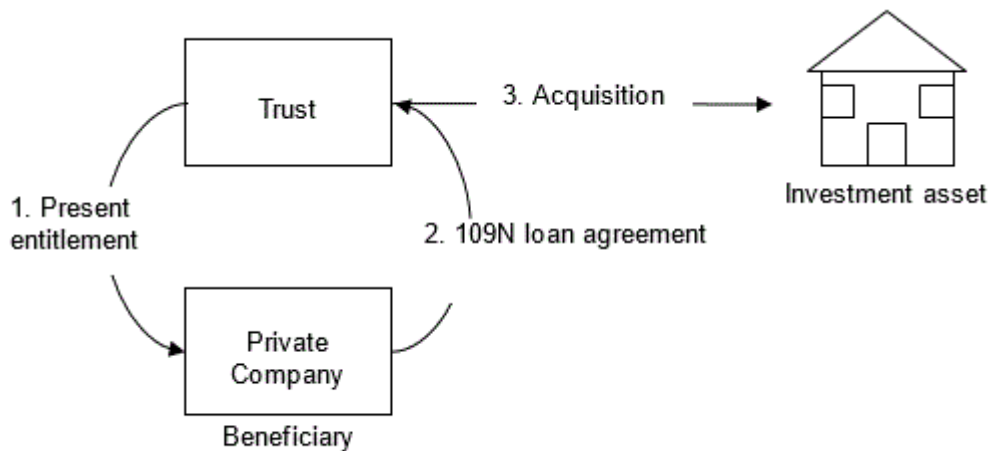 Trust
3. Acquisition
Investment asset
1. Present
entitlement
2. 109N loan agreement
Private
Company
Beneficiary